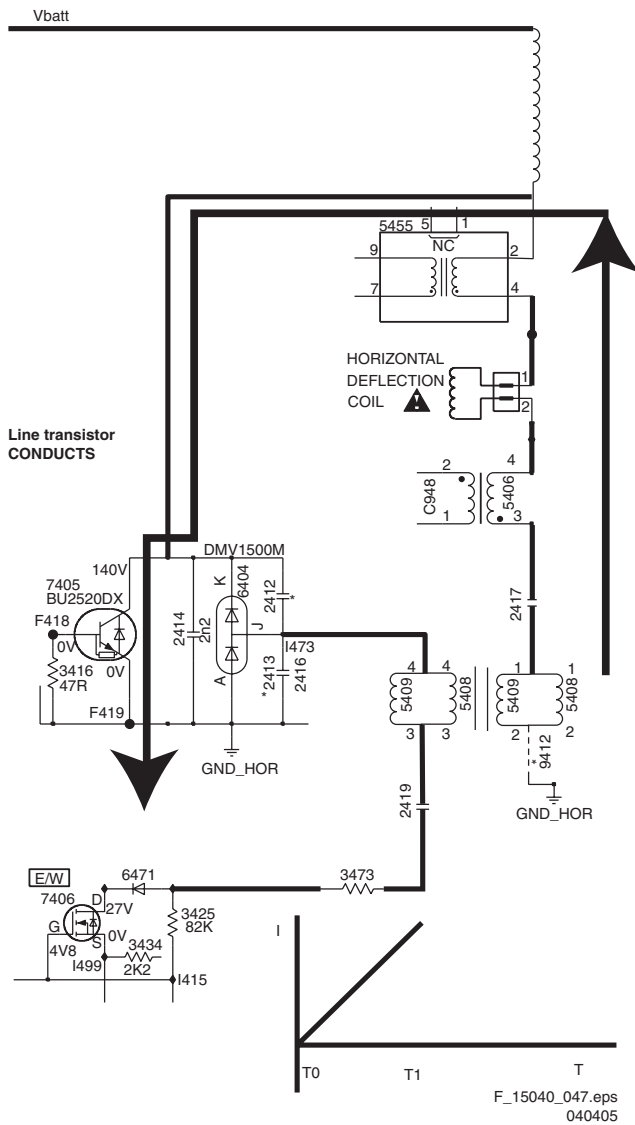 Vbatt
5455 5 1
NC
9 2
7 4
HORIZONTAL
DEFLECTION
COIL
1
2
Line transistor
CONDUCTS
2 4
C948 5406
1 3
DMV1500M
140V
7405
BU2520DX
K 6404
2412
*
F418
0V
2414
2n2
J
I473
2417
3416
47R
0V
A
*2413
2416
F419
4 4
5409 5408
3 3
1 1
5409 5408
2 2
*9412
GND_HOR
GND_HOR
2419
E/W
6471
3473
7406
D
27V
G
S
0V
4V8
3425
82K
3434
2K2
I499
I415
I
T0 T1 T
F_15040_047.eps
040405